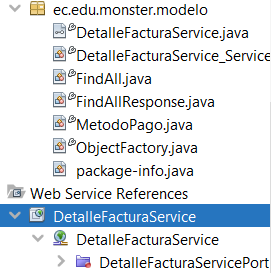 ec.edu.monster.modelo
DetalleFacturaService.java
DetalleFacturaService_Service
FindAll.java
FindAllResponse.java
MetodoPago.java
ObjectFactory.java
package-info.java
Web Service References
DetalleFacturaService
DetalleFacturaService
DetalleFacturaServicePort